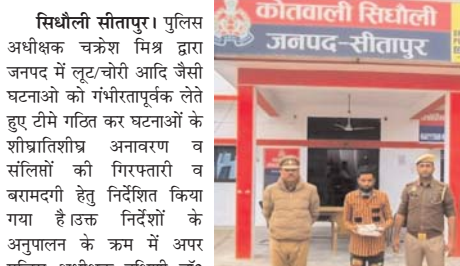 सिधौली सीतापुर। पुलिस
अधीक्षक चक्रेश मिश्र द्वारा
जनपद में लूट/चोरी आदि जैसी
घटनाओ को गंभीरतापूर्वक लेते
हुए टीमे गठित कर घटनाओं के
शीघ्रातिशीघ्र अनावरण व
संलिप्तों की गिरफ्तारी व
बरामदगी हेतु निर्देशित किया
गया है।उक्त निर्देशों के
अनुपालन के क्रम में अपर
कोतवाली सिधौली
जनपद-सीतापुर